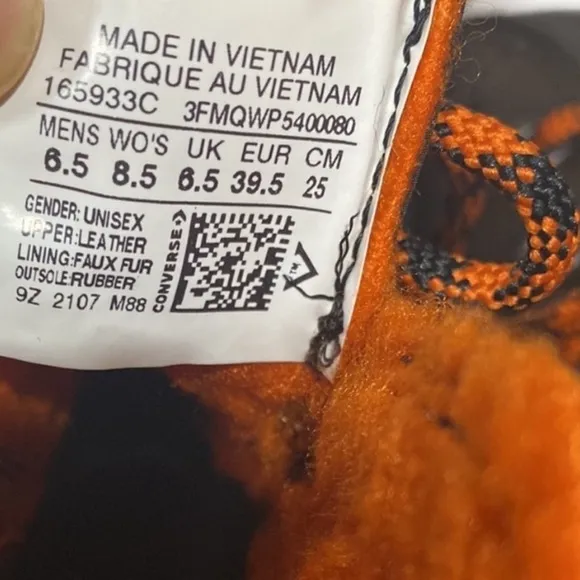 MADE IN VIETNAM
FABRIQUE AU VIETNAM
165933C 3FMQWP5400080
MENS WO'S UK EUR CM
6.5 8.5 6.5 39.5 25
GENDER: UNISEX
UPPER:LEATHER
LINING:FAUX FUR
OUTSOLE:RUBBER
9Z 2107 M88
CONVERSE
TM